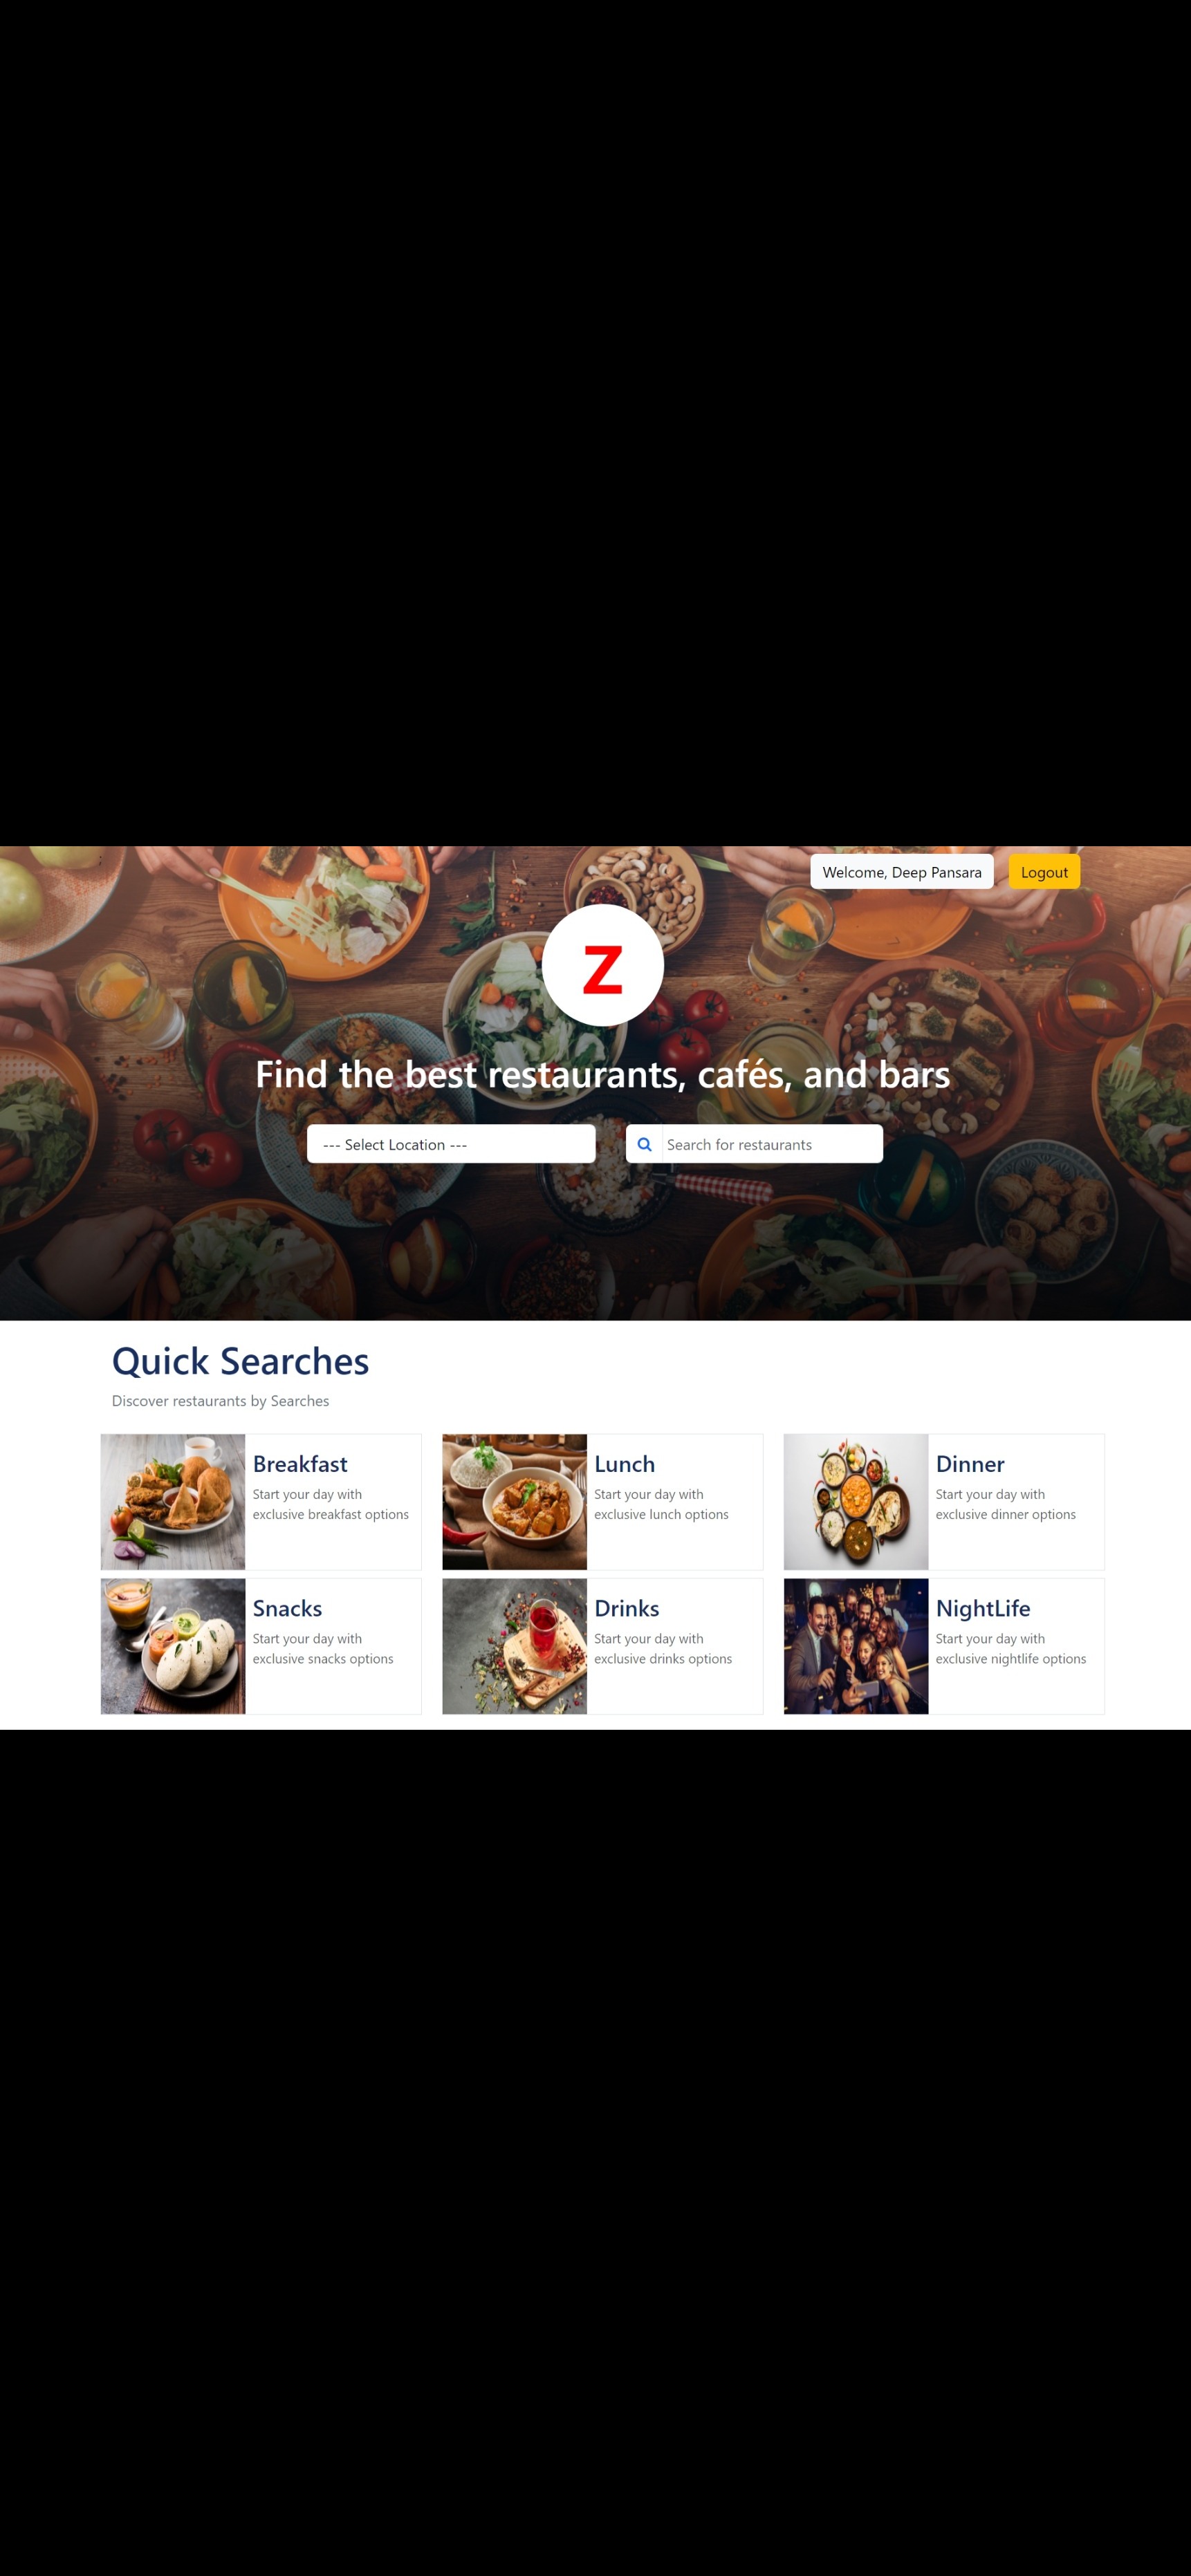 ;
Welcome, Deep Pansara
Logout
Z
Find the best restaurants, cafés, and bars
--- Select Location ---
Search for restaurants
Quick Searches
Discover restaurants by Searches
Breakfast
Start your day with
exclusive breakfast options
Lunch
Start your day with
exclusive lunch options
Dinner
Start your day with
exclusive dinner options
Snacks
Start your day with
exclusive snacks options
Drinks
Start your day with
exclusive drinks options
NightLife
Start your day with
exclusive nightlife options